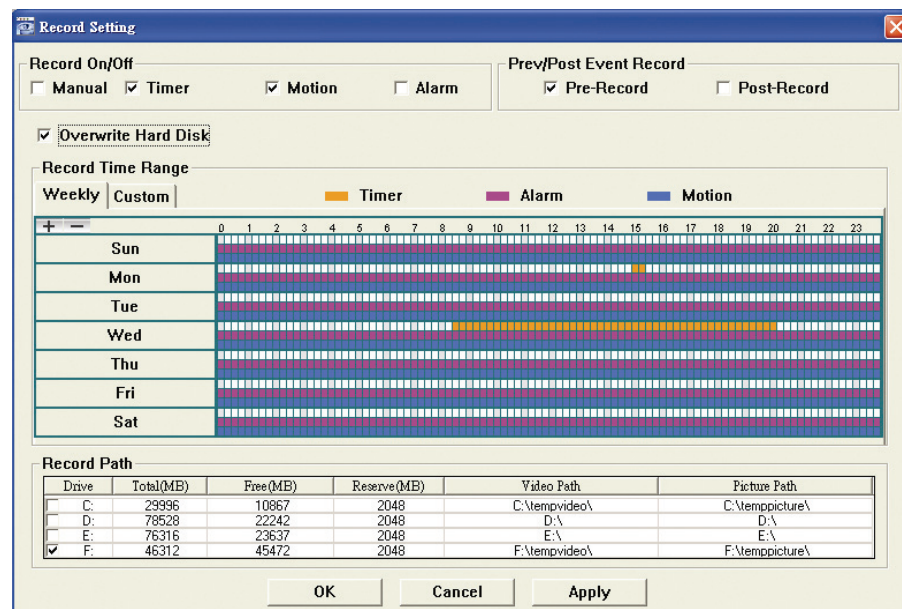 Record Setting
Record On/Off
Prev/Post Event Record
Manual Timer Motion Alarm
Pre-Record Post-Record
Overwrite Hard Disk
Record Time Range
Weekly Custom Timer Alarm Motion
+ - 0 1 2 3 4 5 6 7 8 9 10 11 12 13 14 15 16 17 18 19 20 21 22 23
Sun
Mon
Tue
Wed
Thu
Fri
Sat
Record Path
Drive Total(MB) Free(MB) Reserve(MB) Video Path Picture Path
C: 29996 10867 2048 C:\tempvideo\ C:\temppicture\
D: 78528 22242 2048 D:\ D:\
E: 76316 23637 2048 E:\ E:\
F: 46312 45472 2048 F:\tempvideo\ F:\temppicture\
OK Cancel Apply